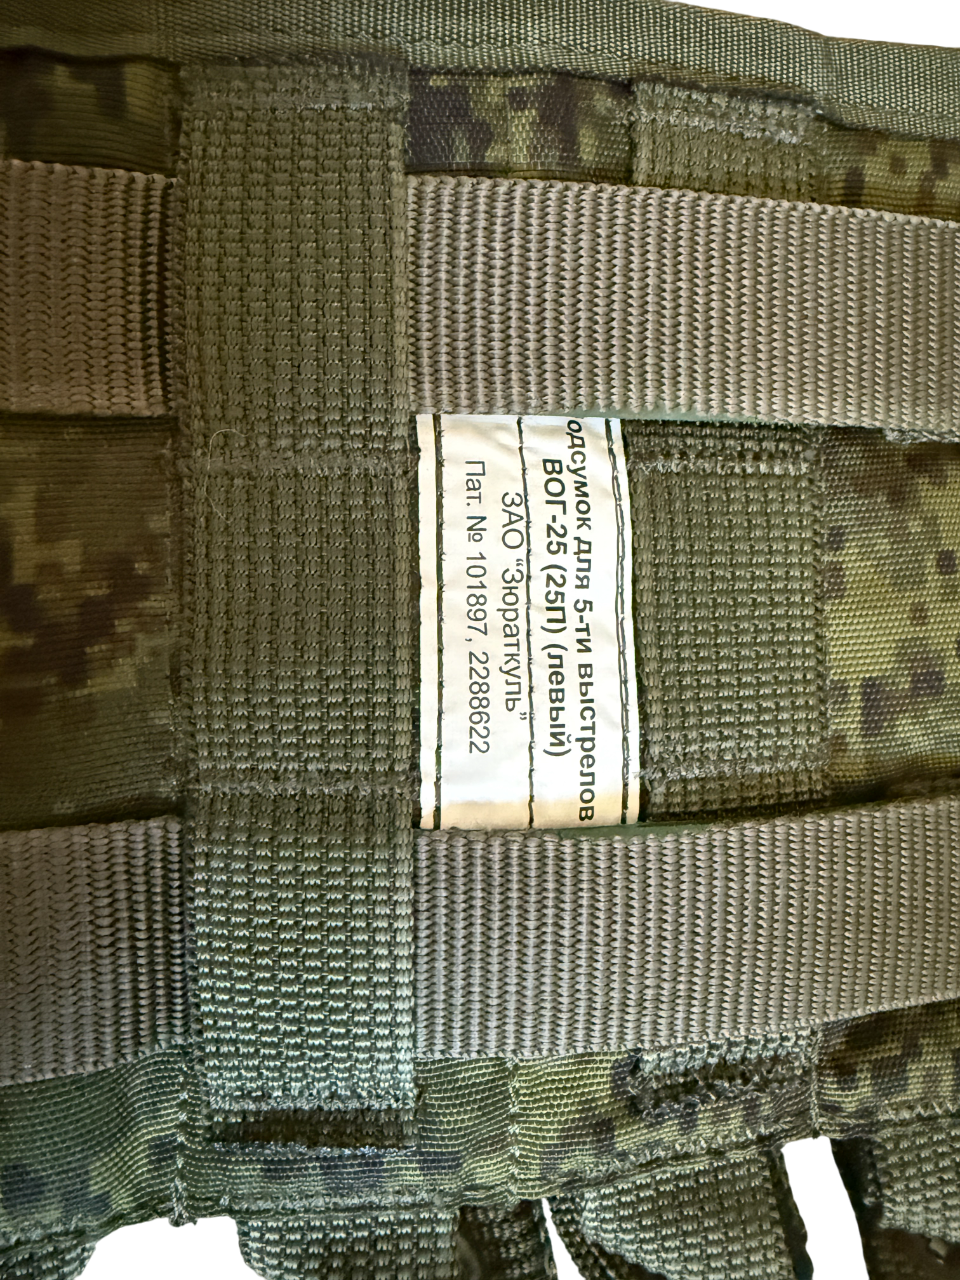 одсумок для 5-ти выстрелов
ВОГ-25 (25П) (левый)
ЗАО “Зюраткуль”
Пат. № 101897, 2288622